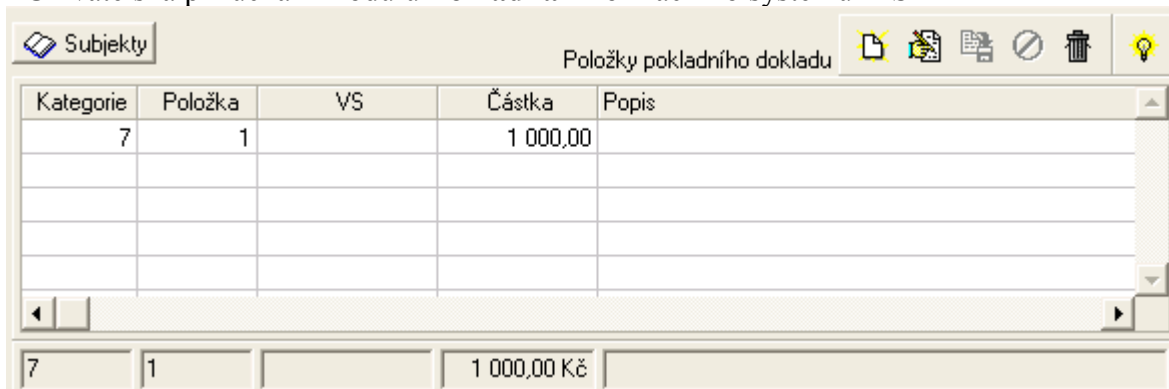 Subjekty
Položky pokladního dokladu
Kategorie Položka VS Částka Popis
7 1 1 000,00
7 1 1 000,00 Kč